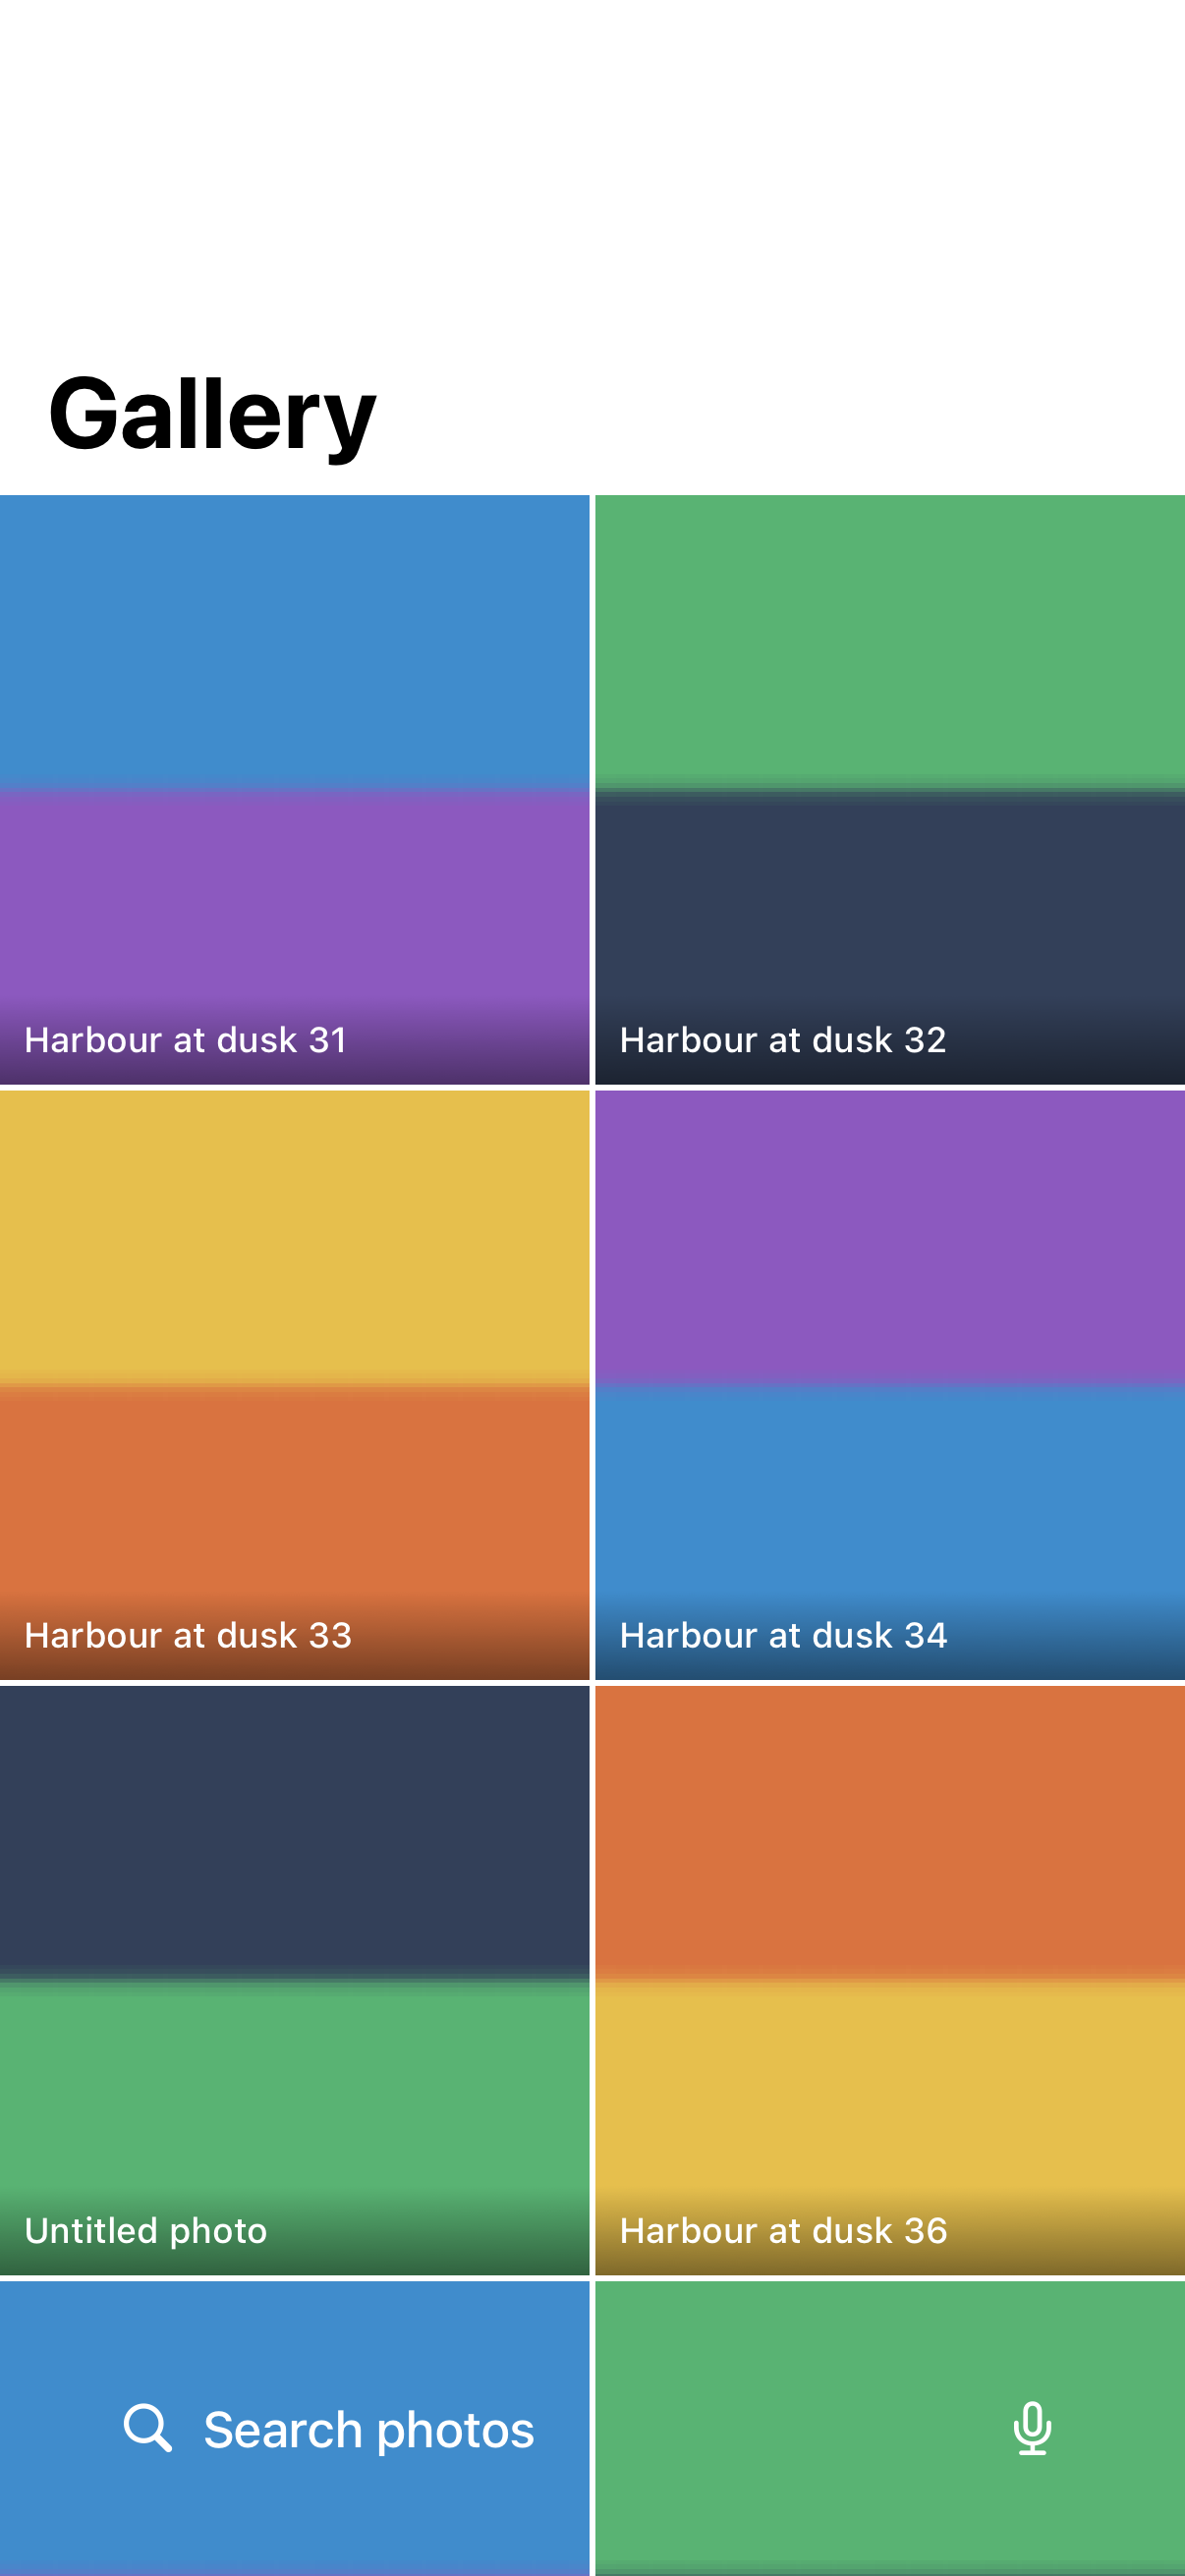 Gallery
Harbour at dusk 31
Harbour at dusk 32
Harbour at dusk 33
Harbour at dusk 34
Untitled photo
Harbour at dusk 36
Search photos